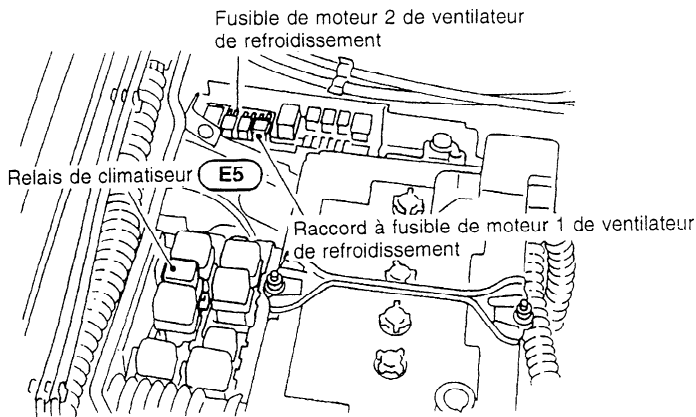 Fusible de moteur 2 de ventilateur
de refroidissement
Relais de climatiseur E5
Raccord à fusible de moteur 1 de ventilateur
de refroidissement